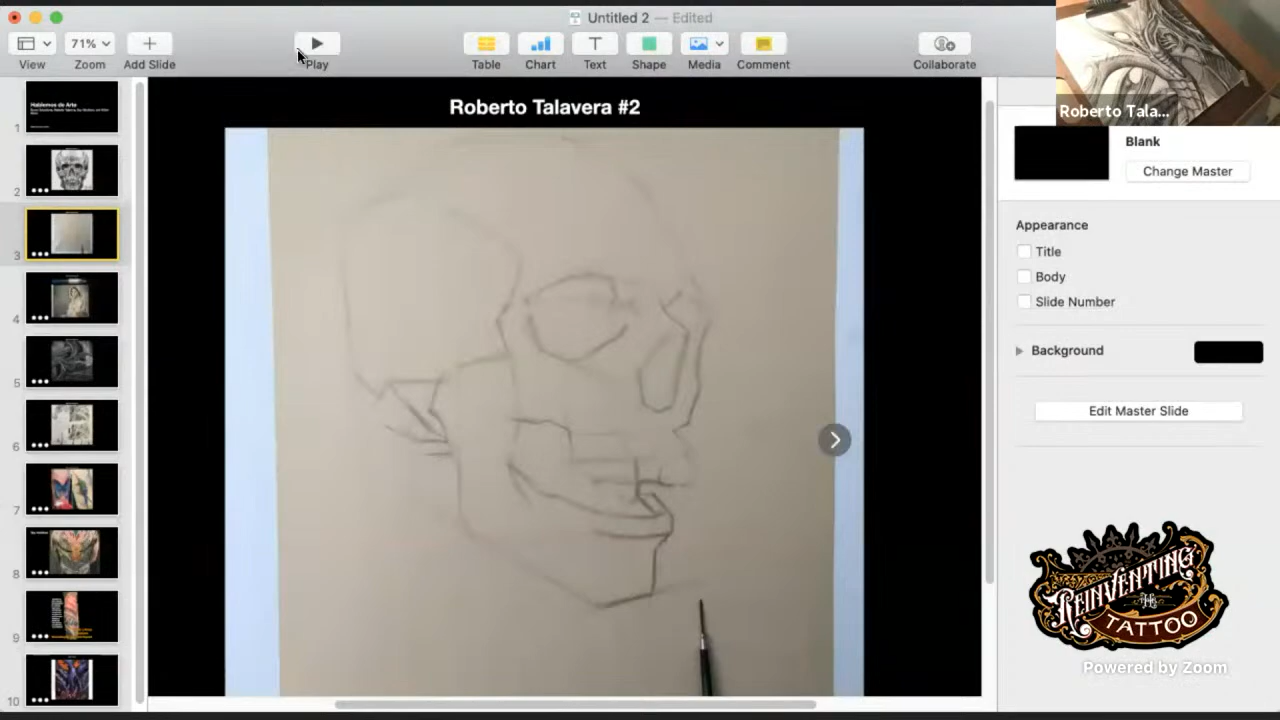 Untitled 2 — Edited
71%
View
Zoom
Add Slide
Play
Table
Chart
Text
Shape
Media
Comment
Collaborate
Roberto Tala...
Roberto Talavera #2
Blank
Change Master
Appearance
Title
Body
Slide Number
Background
Edit Master Slide
Hablemos de Arte
1
2
3
4
5
6
7
8
9
10
REINVENTING
THE
TATTOO
Powered by Zoom